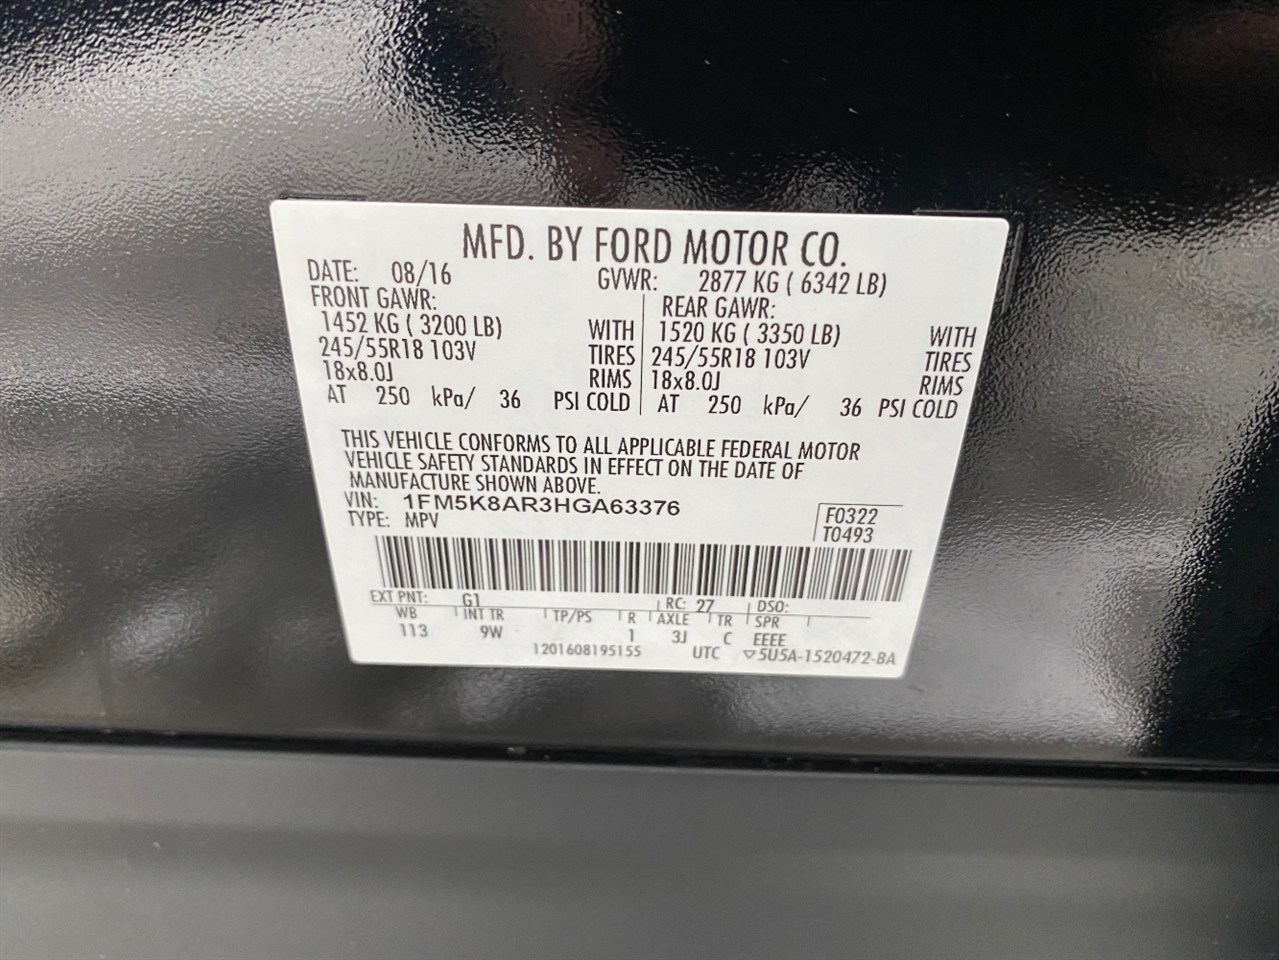 MFD. BY FORD MOTOR CO.
DATE: 08/16 GVWR: 2877 KG ( 6342 LB)
FRONT GAWR: REAR GAWR:
1452 KG ( 3200 LB) WITH 1520 KG ( 3350 LB) WITH
245/55R18 103V TIRES 245/55R18 103V TIRES
18x8.0J RIMS 18x8.0J RIMS
AT 250 kPa/ 36 PSI COLD AT 250 kPa/ 36 PSI COLD
THIS VEHICLE CONFORMS TO ALL APPLICABLE FEDERAL MOTOR
VEHICLE SAFETY STANDARDS IN EFFECT ON THE DATE OF
MANUFACTURE SHOWN ABOVE.
VIN: 1FM5K8AR3HGA63376
TYPE: MPV
F0322
T0493
EXT PNT: G1 RC: 27 DSO:
WB INT TR TP/PS R AXLE TR SPR
113 9W 1 3J C EEEE
1201608195155 UTC ▽5U5A-1520472-BA